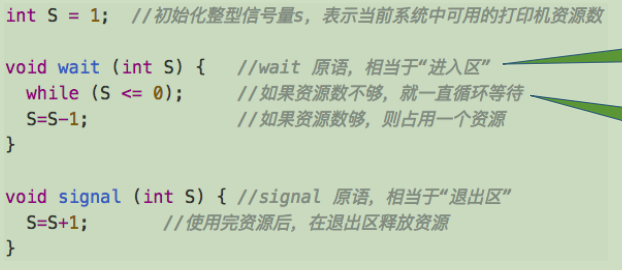 int S = 1;  //初始化整型信号量s，表示当前系统中可用的打印机资源数
void wait (int S) {  //wait 原语，相当于“进入区”
while (S <= 0);  //如果资源数不够，就一直循环等待
S=S-1;  //如果资源数够，则占用一个资源
}
void signal (int S) { //signal 原语，相当于“退出区”
S=S+1;  //使用完资源后，在退出区释放资源
}